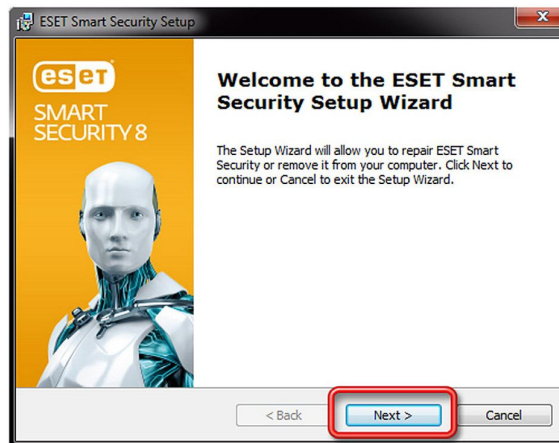 ESET Smart Security Setup
eseT
SMART
SECURITY 8
Welcome to the ESET Smart
Security Setup Wizard
The Setup Wizard will allow you to repair ESET Smart
Security or remove it from your computer. Click Next to
continue or Cancel to exit the Setup Wizard.
< Back
Next >
Cancel